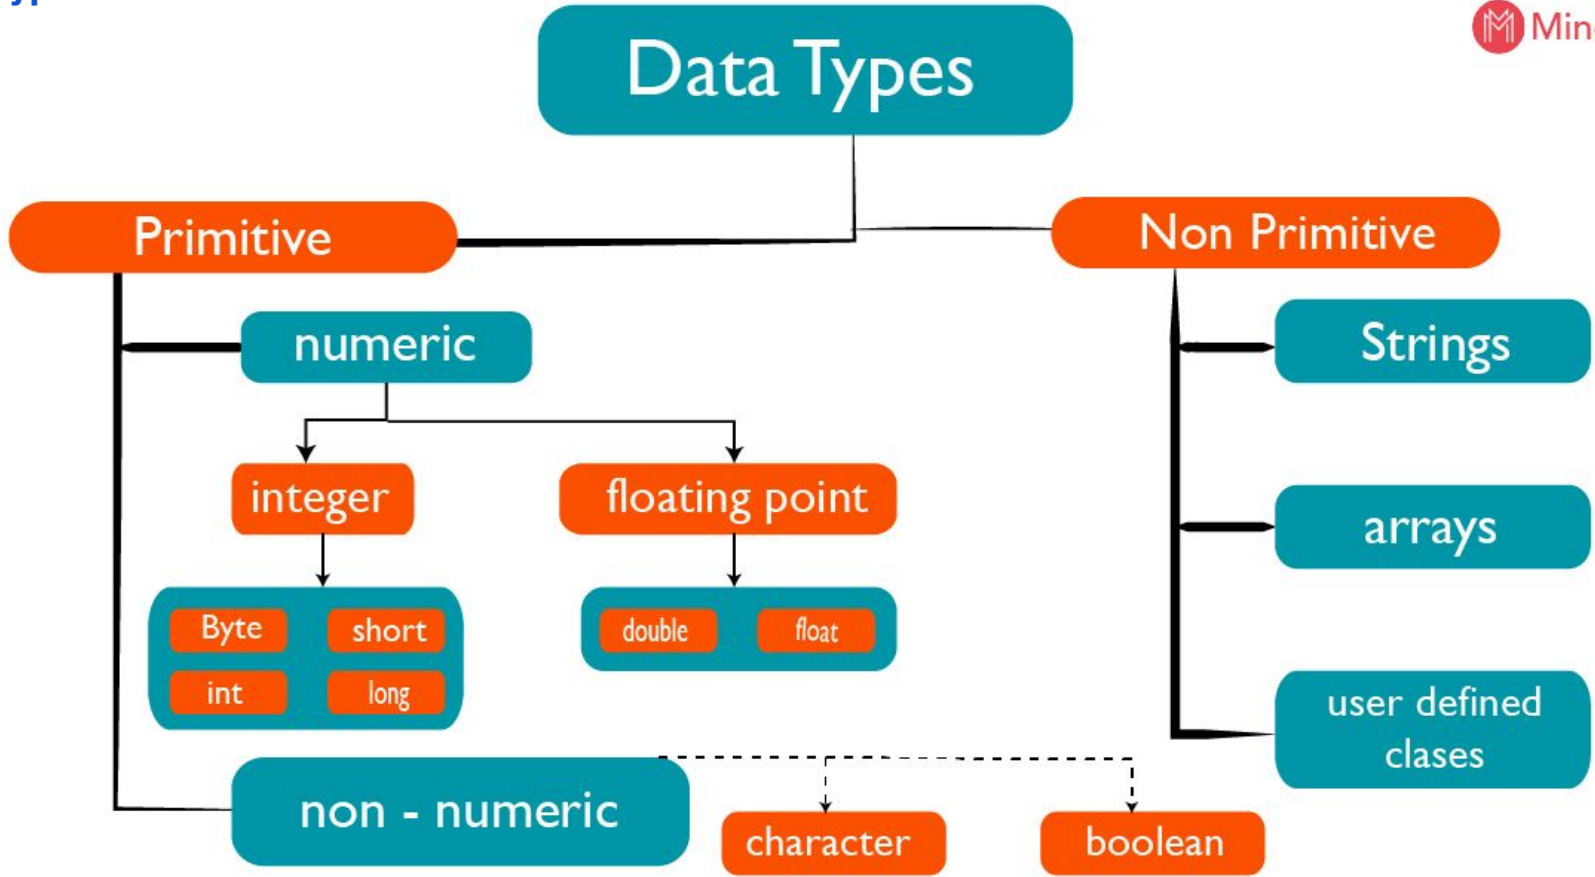 Data Types
Primitive
Non Primitive
numeric
Strings
integer
floating point
arrays
Byte
short
double
float
int
long
user defined
clases
non - numeric
character
boolean